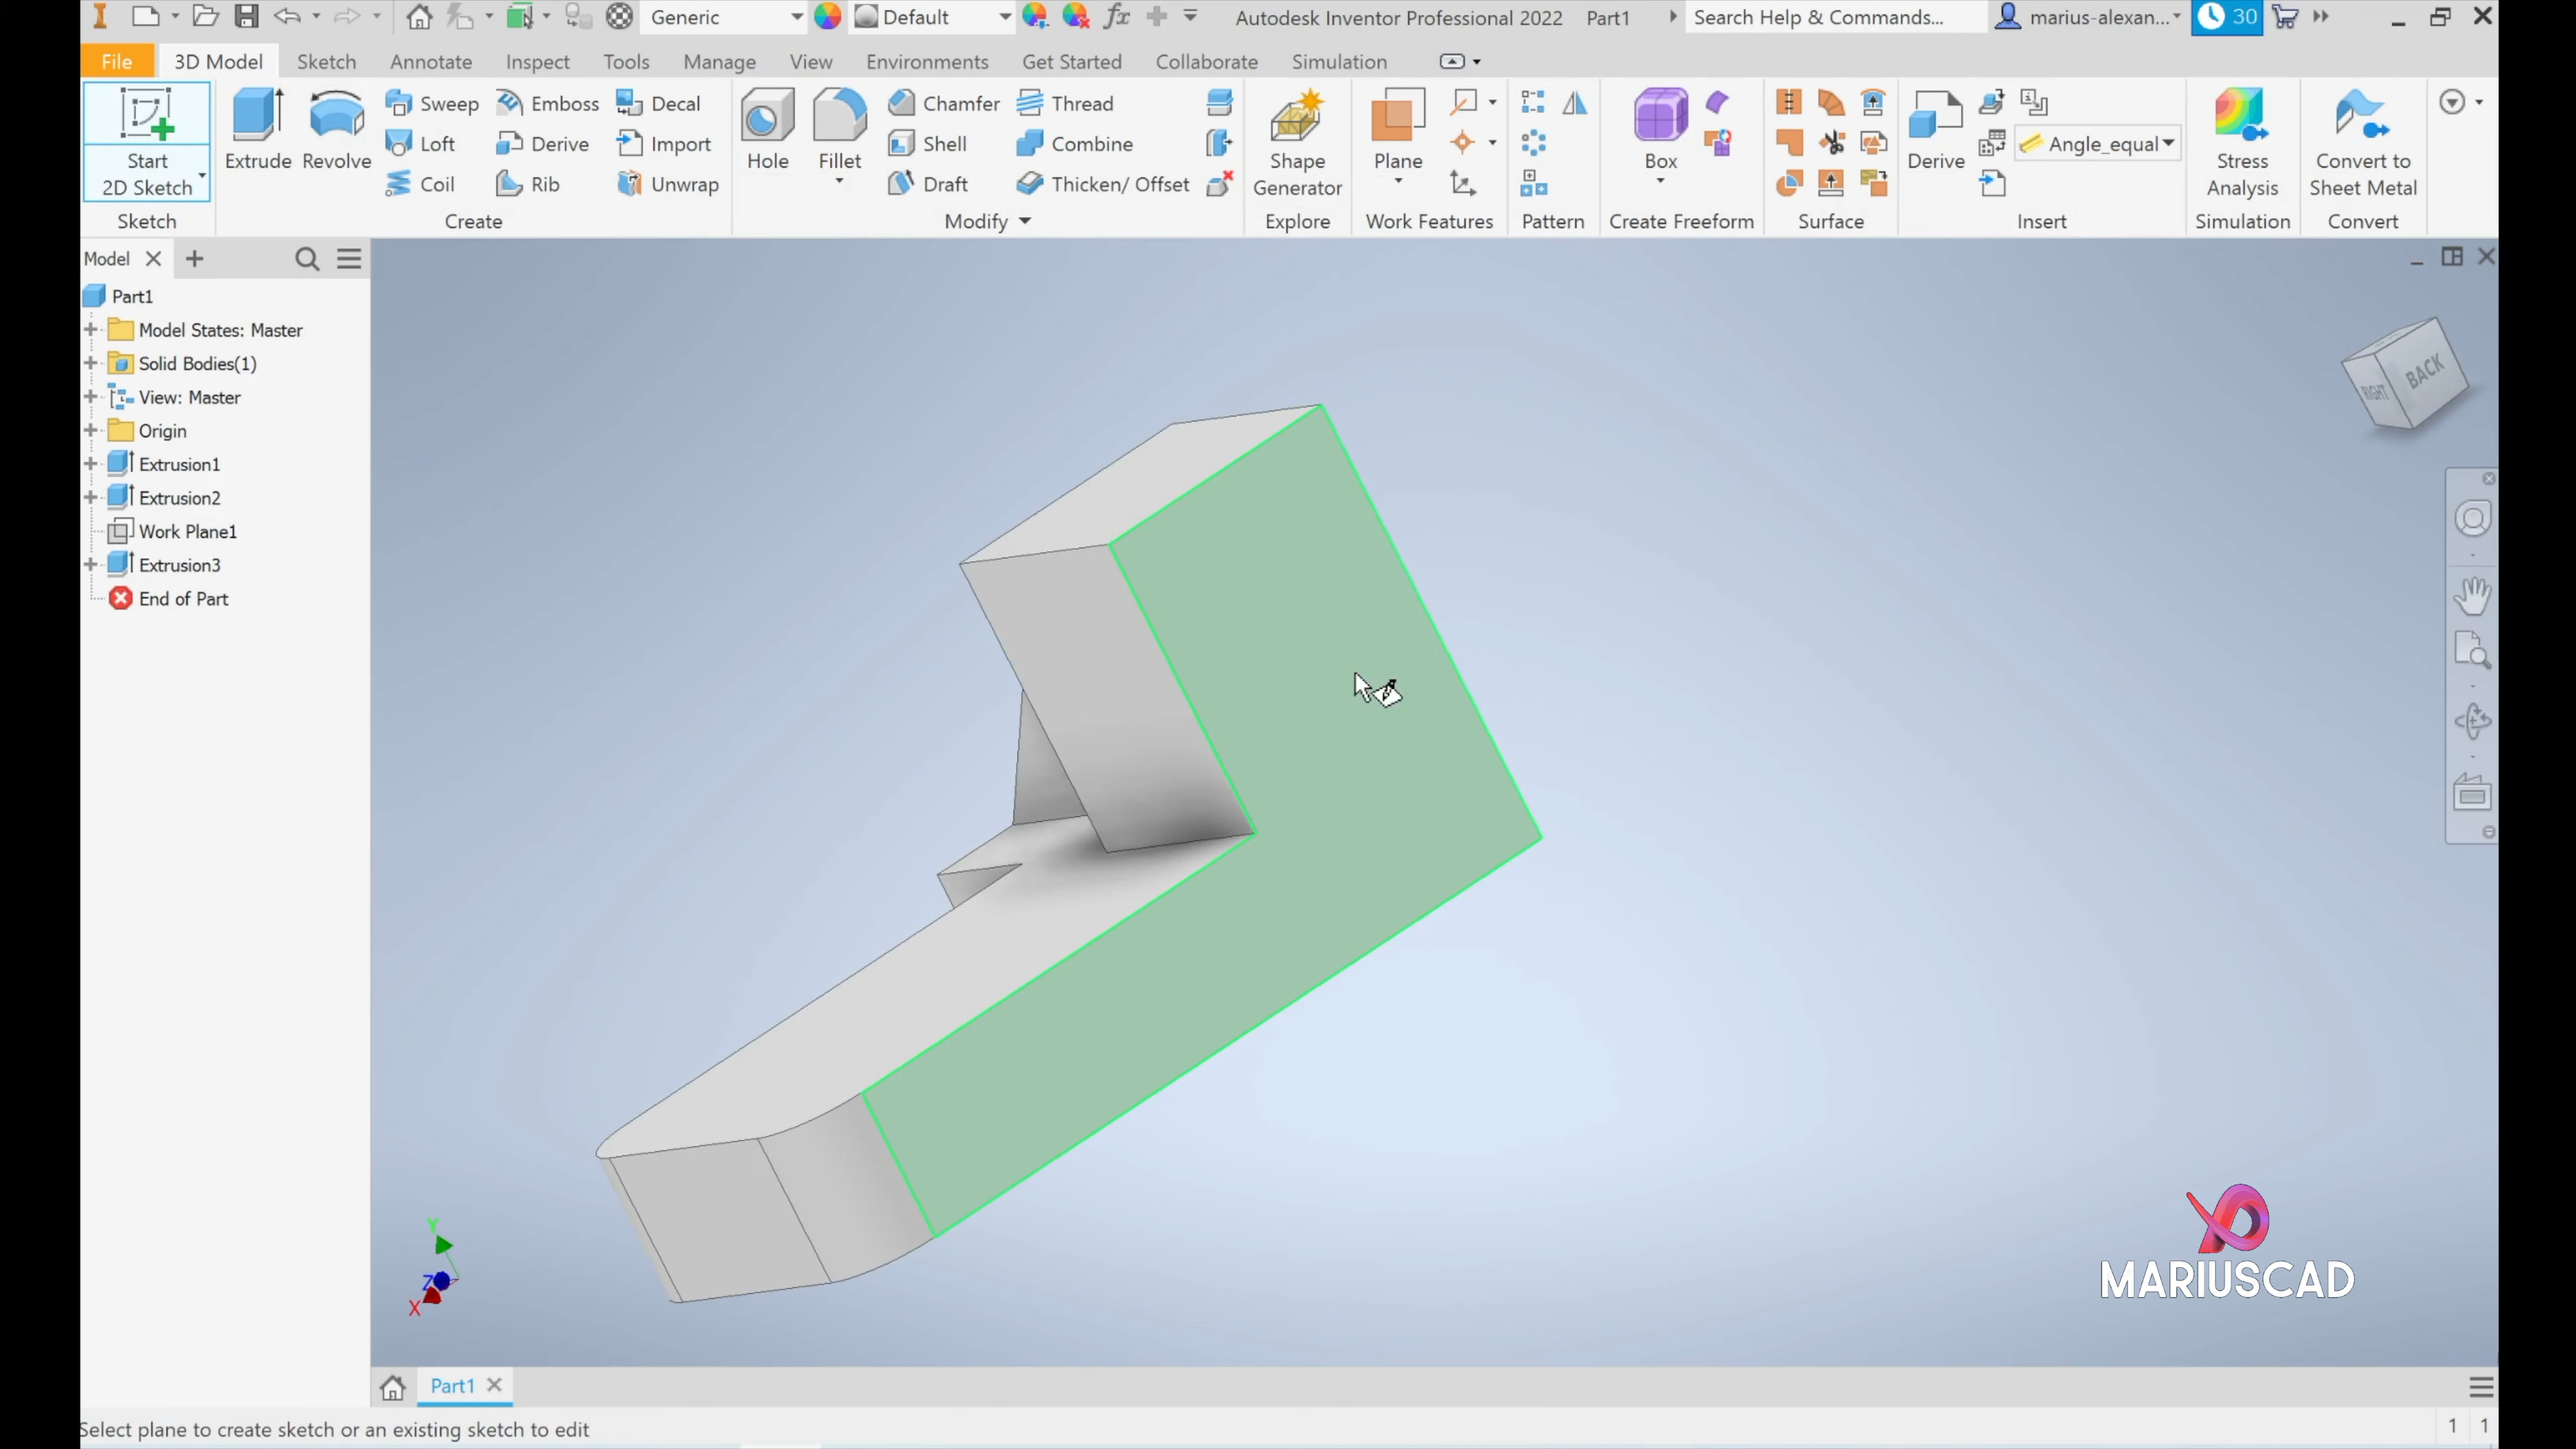 Generic
Default
Autodesk Inventor Professional 2022 Part1
Search Help & Commands...
marius-alexan...
30
File 3D Model Sketch Annotate Inspect Tools Manage View Environments Get Started Collaborate Simulation
Start
2D Sketch
Sketch
Extrude
Revolve
Sweep
Emboss
Decal
Loft
Derive
Import
Coil
Rib
Unwrap
Create
Hole
Fillet
Chamfer
Thread
Shell
Combine
Draft
Thicken/ Offset
Modify
Shape
Generator
Explore
Plane
Work Features
Pattern
Box
Create Freeform
Surface
Derive
Angle_equal
Insert
Stress
Analysis
Simulation
Convert to
Sheet Metal
Convert
Model
Part1
Model States: Master
Solid Bodies(1)
View: Master
Origin
Extrusion1
Extrusion2
Work Plane1
Extrusion3
End of Part
RIGHT
BACK
Y
Z
X
MARIUSCAD
Part1
Select plane to create sketch or an existing sketch to edit
1 1